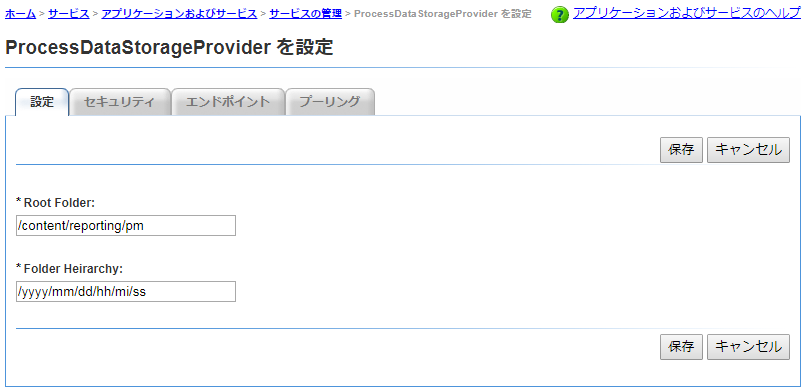 ホーム > サービス > アプリケーションおよびサービス > サービスの管理 > ProcessDataStorageProvider を設定
? アプリケーションおよびサービスのヘルプ
ProcessDataStorageProvider を設定
設定 セキュリティ エンドポイント プーリング
保存 キャンセル
* Root Folder:
/content/reporting/pm
* Folder Heirarchy:
/yyyy/mm/dd/hh/mi/ss
保存 キャンセル